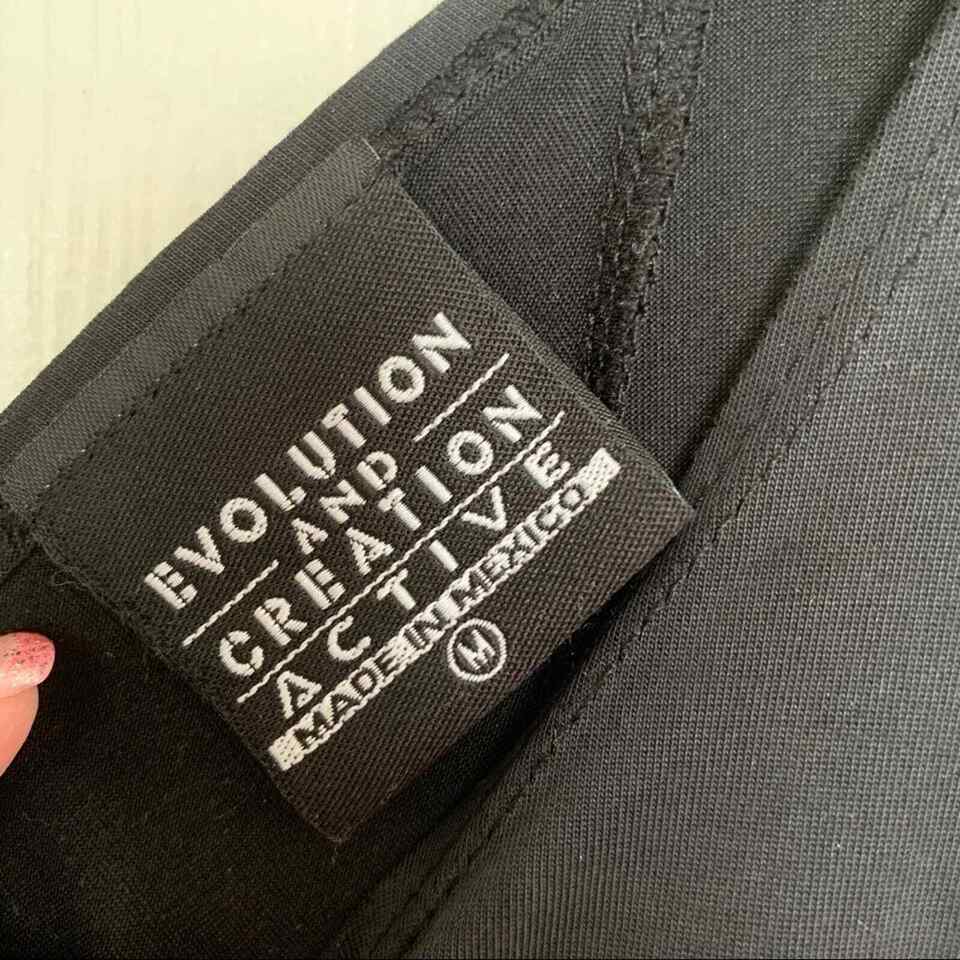 EVOLUTION
AND
CREATION
ACTIVE
MADE IN MEXICO
M